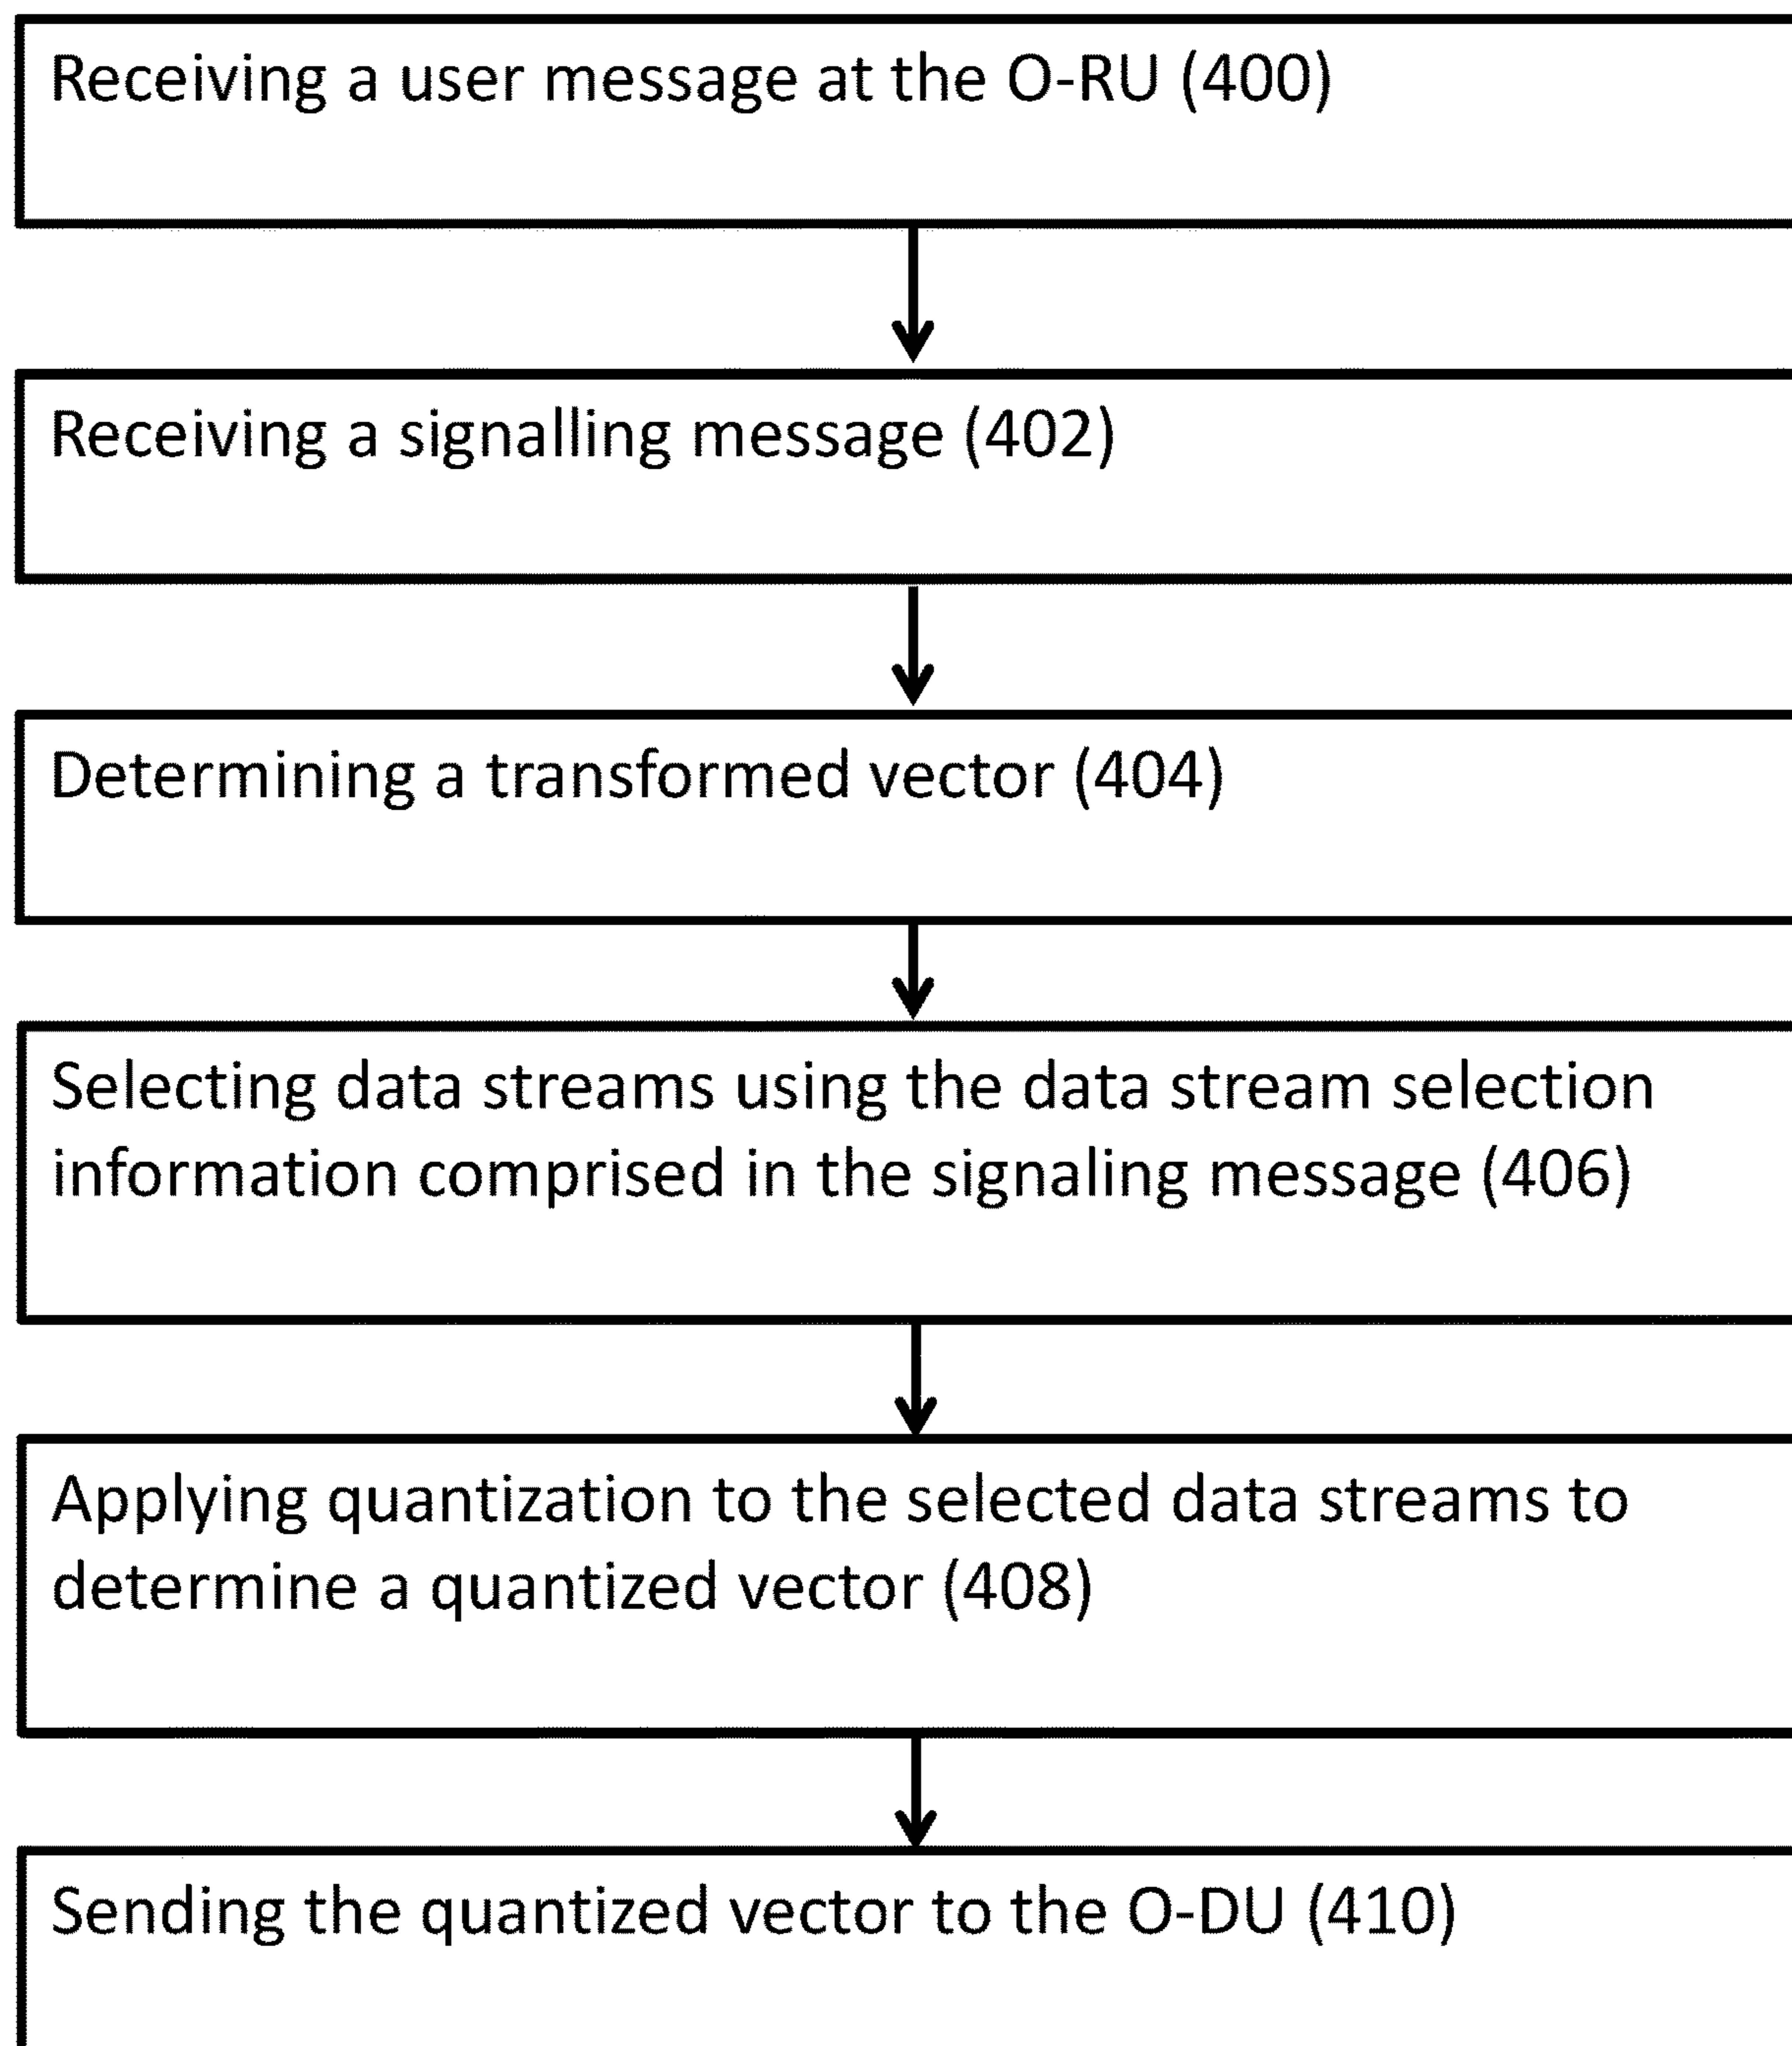 Receiving a user message at the O-RU (400)
Receiving a signalling message (402)
Determining a transformed vector (404)
Selecting data streams using the data stream selection
information comprised in the signaling message (406)
Applying quantization to the selected data streams to
determine a quantized vector (408)
Sending the quantized vector to the O-DU (410)